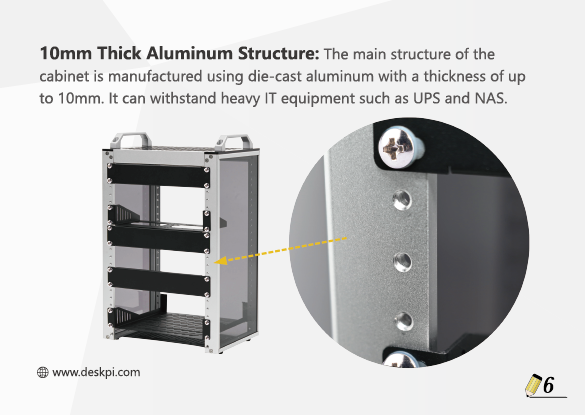 10mm Thick Aluminum Structure: The main structure of the
cabinet is manufactured using die-cast aluminum with a thickness of up
to 10mm. It can withstand heavy IT equipment such as UPS and NAS.
www.deskpi.com
6